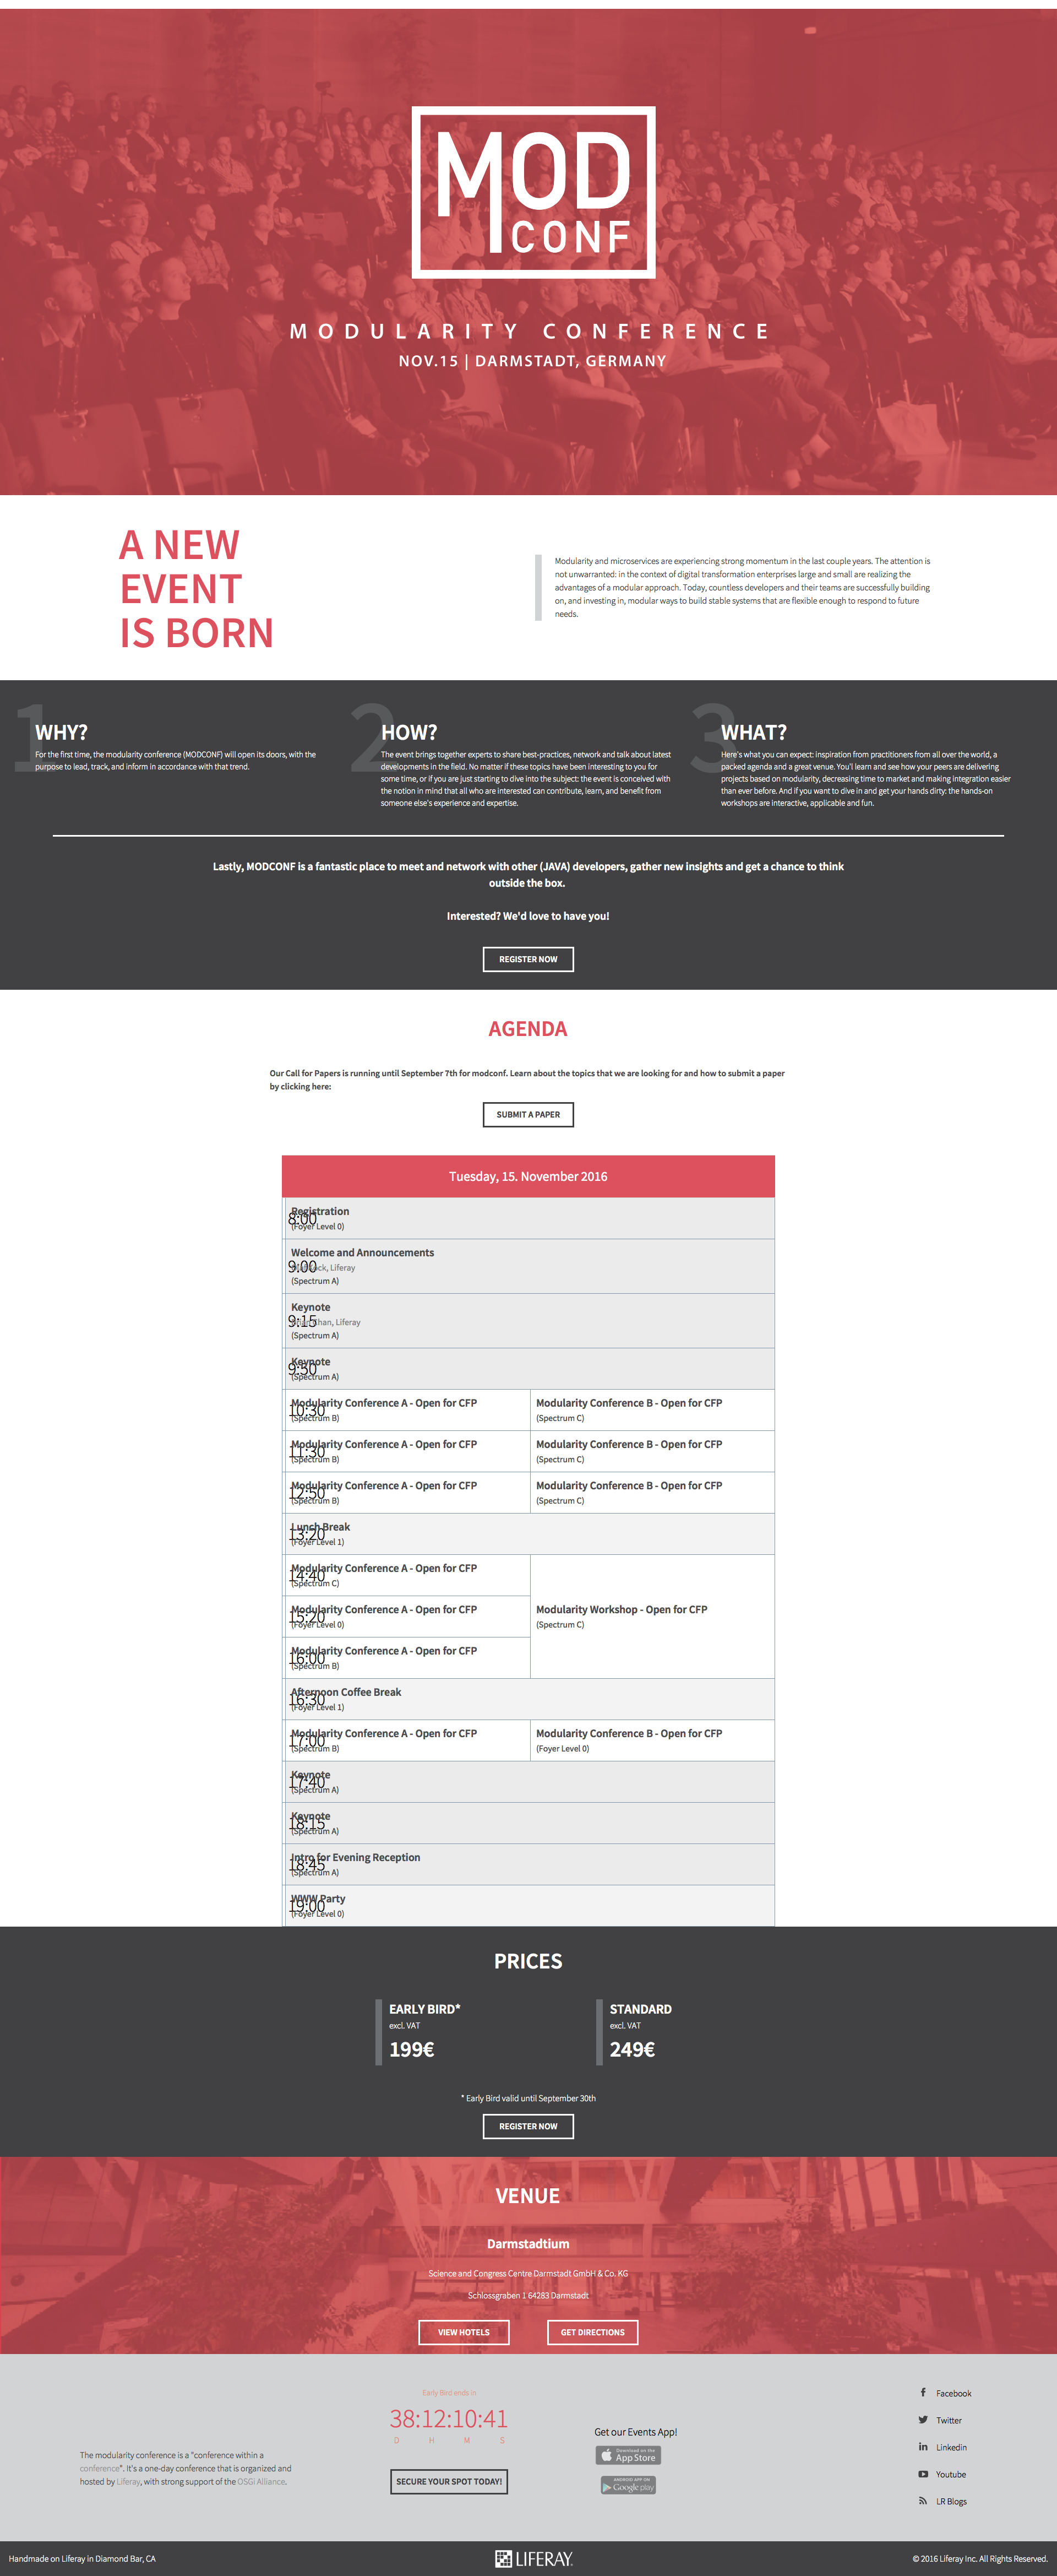 MOD
CONF
MODULARITY CONFERENCE
NOV.15 | DARMSTADT, GERMANY
A NEW
EVENT
IS BORN
Modularity and microservices are experiencing strong momentum in the last couple years. The attention is
not unwarranted: in the context of digital transformation enterprises large and small are realizing the
advantages of a modular approach. Today, countless developers and their teams are successfully building
on, and investing in, modular ways to build stable systems that are flexible enough to respond to future
needs.
1
WHY?
For the first time, the modularity conference (MODCONF) will open its doors, with the
purpose to lead, track, and inform in accordance with that trend.
2
HOW?
The event brings together experts to share best-practices, network and talk about latest
developments in the field. No matter if these topics have been interesting to you for
some time, or if you are just starting to dive into the subject: the event is conceived with
the notion in mind that all who are interested can contribute, learn, and benefit from
someone else's experience and expertise.
3
WHAT?
Here's what you can expect: inspiration from practitioners from all over the world, a
packed agenda and a great venue. You'l learn and see how your peers are delivering
projects based on modularity, decreasing time to market and making integration easier
than ever before. And if you want to dive in and get your hands dirty: the hands-on
workshops are interactive, applicable and fun.
Lastly, MODCONF is a fantastic place to meet and network with other (JAVA) developers, gather new insights and get a chance to think
outside the box.
Interested? We'd love to have you!
REGISTER NOW
AGENDA
Our Call for Papers is running until September 7th for modconf. Learn about the topics that we are looking for and how to submit a paper
by clicking here:
SUBMIT A PAPER
Tuesday, 15. November 2016
8:00
Registration
(Foyer Level 0)
9:00
Welcome and Announcements
Liferay
(Spectrum A)
9:15
Keynote
Chan, Liferay
(Spectrum A)
9:50
Keynote
(Spectrum A)
10:30
Modularity Conference A - Open for CFP
(Spectrum B)
Modularity Conference B - Open for CFP
(Spectrum C)
11:30
Modularity Conference A - Open for CFP
(Spectrum B)
Modularity Conference B - Open for CFP
(Spectrum C)
12:50
Modularity Conference A - Open for CFP
(Spectrum B)
Modularity Conference B - Open for CFP
(Spectrum C)
13:20
Lunch Break
(Foyer Level 1)
14:40
Modularity Conference A - Open for CFP
(Spectrum C)
15:20
Modularity Conference A - Open for CFP
(Foyer Level 0)
Modularity Workshop - Open for CFP
(Spectrum C)
16:00
Modularity Conference A - Open for CFP
(Spectrum B)
16:30
Afternoon Coffee Break
(Foyer Level 1)
17:00
Modularity Conference A - Open for CFP
(Spectrum B)
Modularity Conference B - Open for CFP
(Foyer Level 0)
17:40
Keynote
(Spectrum A)
18:15
Keynote
(Spectrum A)
18:45
Intro for Evening Reception
(Spectrum A)
19:00
WWW Party
(Foyer Level 0)
PRICES
EARLY BIRD*
excl. VAT
199€
STANDARD
excl. VAT
249€
* Early Bird valid until September 30th
REGISTER NOW
VENUE
Darmstadtium
Science and Congress Centre Darmstadt GmbH & Co. KG
Schlossgraben 1 64283 Darmstadt
VIEW HOTELS
GET DIRECTIONS
The modularity conference is a "conference within a
conference". It's a one-day conference that is organized and
hosted by Liferay, with strong support of the OSGi Alliance.
Early Bird ends in
38:12:10:41
D H M S
SECURE YOUR SPOT TODAY!
Get our Events App!
Download on the
App Store
ANDROID APP ON
Google play
Facebook
Twitter
Linkedin
Youtube
LR Blogs
Handmade on Liferay in Diamond Bar, CA
LIFERAY.
© 2016 Liferay Inc. All Rights Reserved.